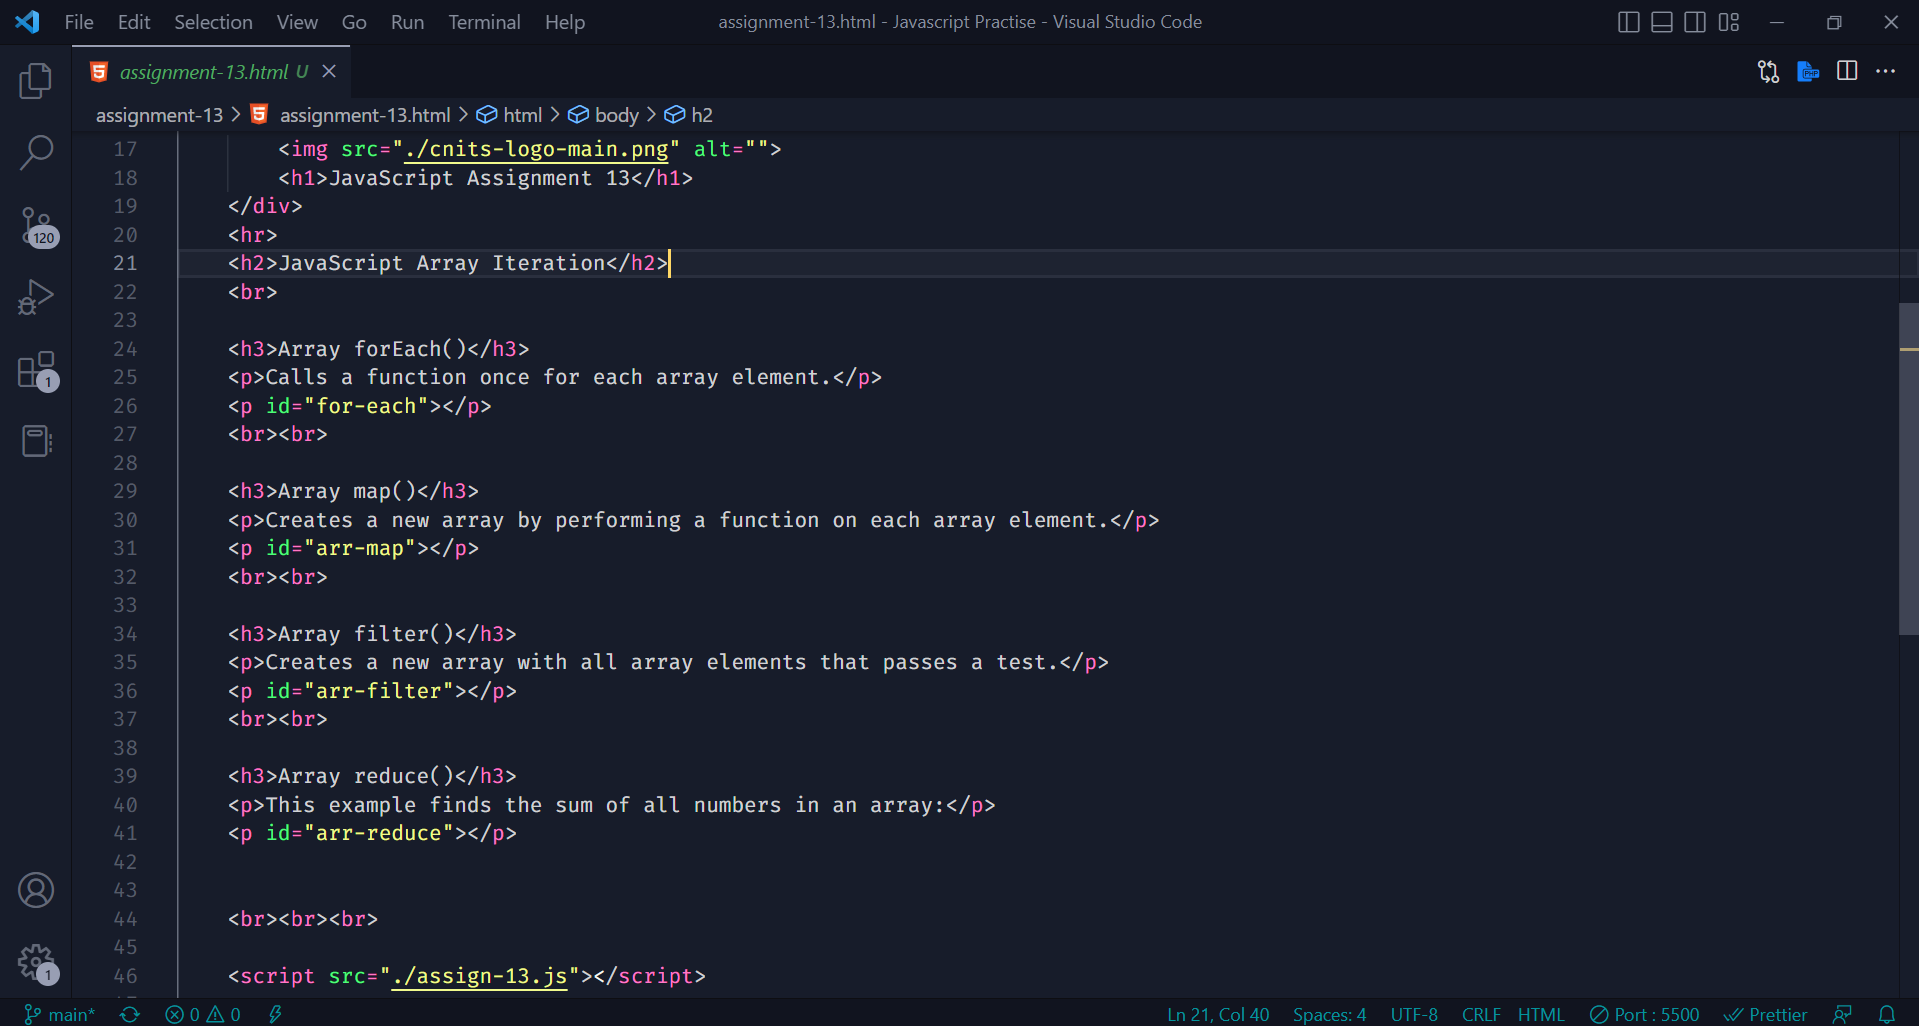 File Edit Selection View Go Run Terminal Help assignment-13.html - Javascript Practise - Visual Studio Code
assignment-13.html U
assignment-13 > assignment-13.html > html > body > h2
17 <img src="./cnits-logo-main.png" alt="">
18 <h1>JavaScript Assignment 13</h1>
19 </div>
20 <hr>
21 <h2>JavaScript Array Iteration</h2>
22 <br>
23
24 <h3>Array forEach()</h3>
25 <p>Calls a function once for each array element.</p>
26 <p id="for-each"></p>
27 <br><br>
28
29 <h3>Array map()</h3>
30 <p>Creates a new array by performing a function on each array element.</p>
31 <p id="arr-map"></p>
32 <br><br>
33
34 <h3>Array filter()</h3>
35 <p>Creates a new array with all array elements that passes a test.</p>
36 <p id="arr-filter"></p>
37 <br><br>
38
39 <h3>Array reduce()</h3>
40 <p>This example finds the sum of all numbers in an array:</p>
41 <p id="arr-reduce"></p>
42
43
44 <br><br><br>
45
46 <script src="./assign-13.js"></script>
120
1
1
main* 0 0 Ln 21, Col 40 Spaces: 4 UTF-8 CRLF HTML Port : 5500 Prettier